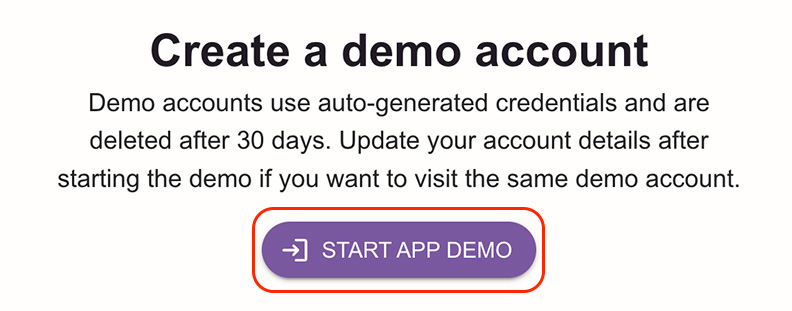 Create a demo account
Demo accounts use auto-generated credentials and are
deleted after 30 days. Update your account details after
starting the demo if you want to visit the same demo account.
START APP DEMO